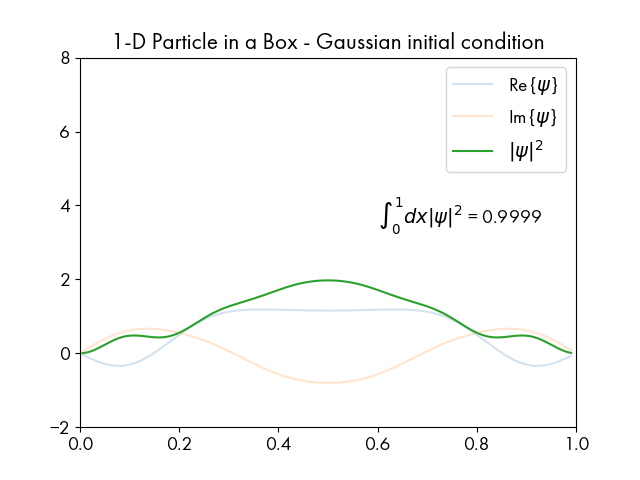 1-D Particle in a Box - Gaussian initial condition
8
6
4
2
0
−2
0.0 0.2 0.4 0.6 0.8 1.0
Re{ψ}
Im{ψ}
|ψ|²
∫₀¹dx|ψ|² = 0.9999